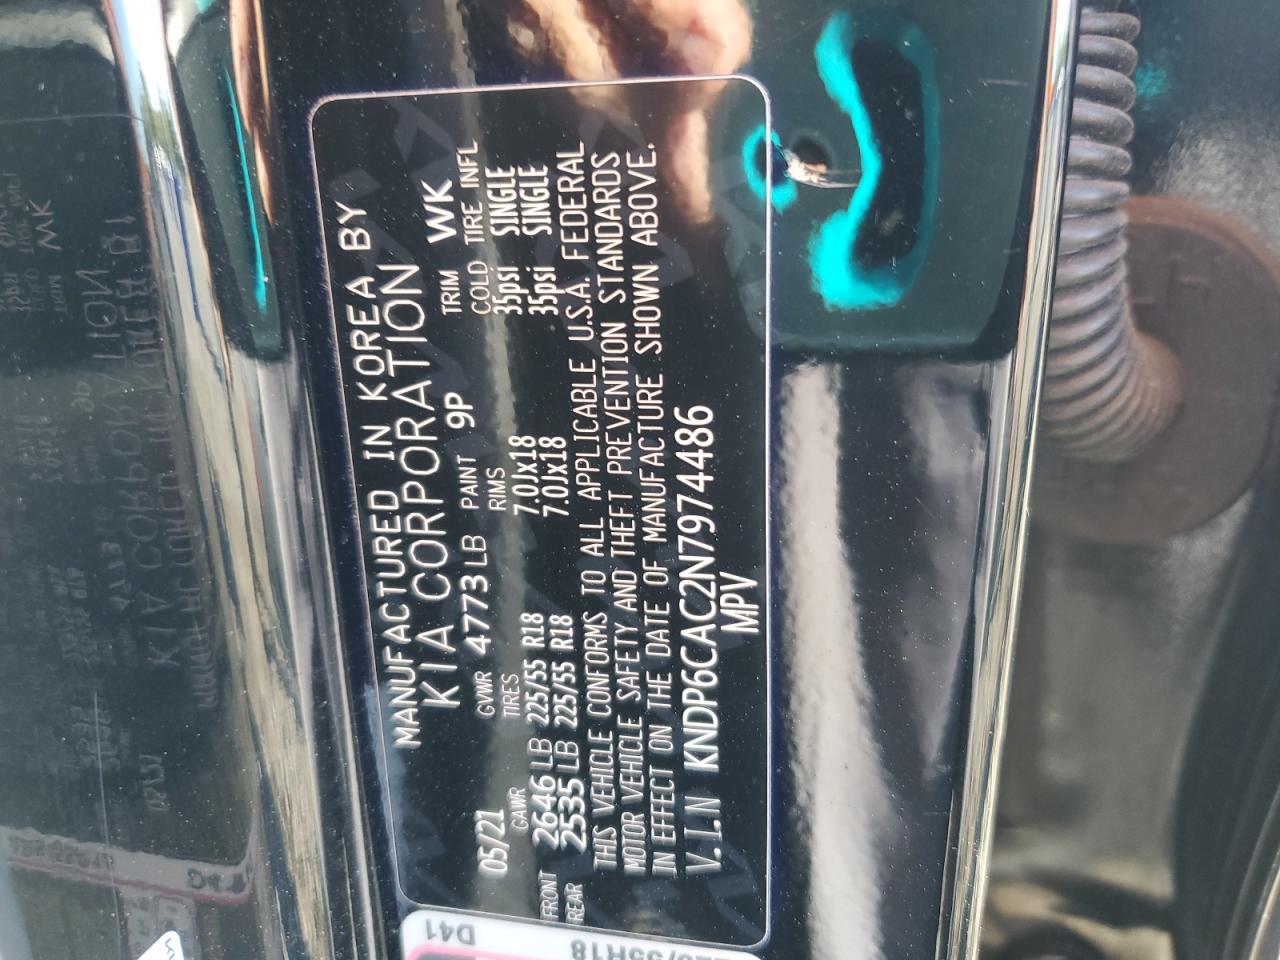 MANUFACTURED IN KOREA BY
KIA CORPORATION
05/21 GVWR 4773LB PAINT 9P TRIM WK
GAWR TIRES RIMS COLD TIRE INFL
FRONT 2646LB 225/55 R18 7.0Jx18 35psi SINGLE
REAR 2535LB 225/55 R18 7.0Jx18 35psi SINGLE
THIS VEHICLE CONFORMS TO ALL APPLICABLE U.S.A. FEDERAL
MOTOR VEHICLE SAFETY AND THEFT PREVENTION STANDARDS
IN EFFECT ON THE DATE OF MANUFACTURE SHOWN ABOVE.
V.I.N KNDP6CAC2N7974486
MPV
D41
225/55R18